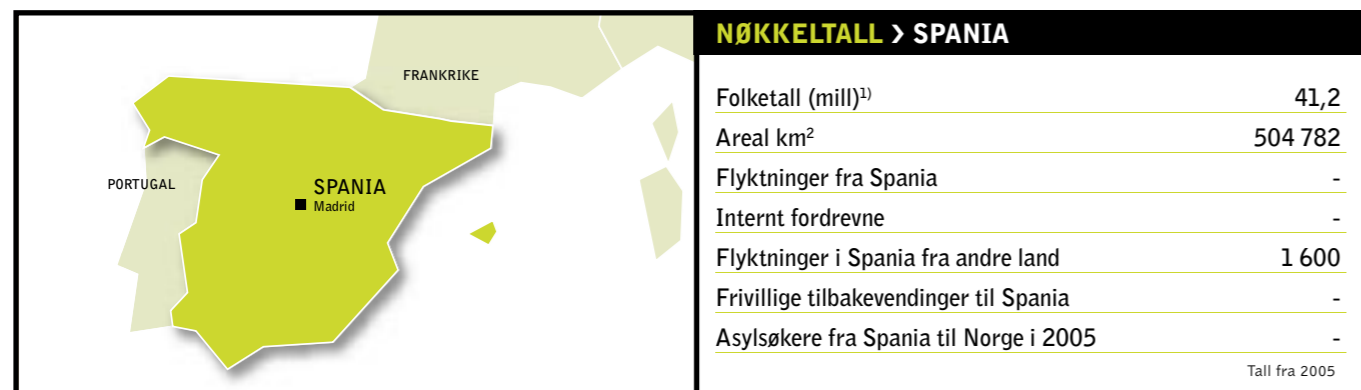 FRANKRIKE
PORTUGAL
SPANIA
Madrid
NØKKELTALL › SPANIA
Folketall (mill)¹⁾ 41,2
Areal km² 504 782
Flyktninger fra Spania -
Internt fordrevne -
Flyktninger i Spania fra andre land 1 600
Frivillige tilbakevendinger til Spania -
Asylsøkere fra Spania til Norge i 2005 -
Tall fra 2005